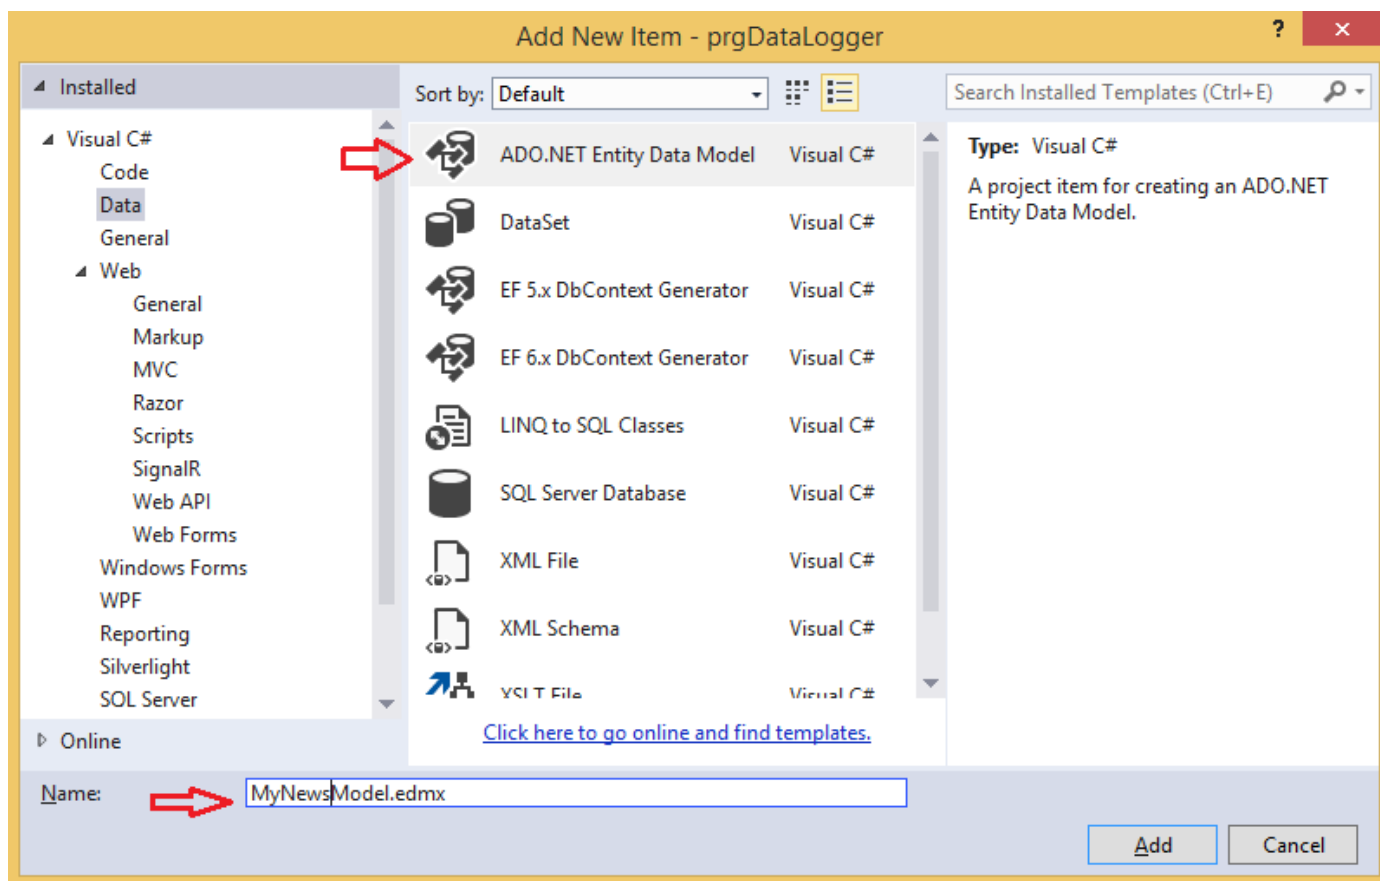 Add New Item - prgDataLogger
?
Installed
Sort by: Default
Search Installed Templates (Ctrl+E)
Visual C#
Code
Data
General
Web
General
Markup
MVC
Razor
Scripts
SignalR
Web API
Web Forms
Windows Forms
WPF
Reporting
Silverlight
SQL Server
Online
ADO.NET Entity Data Model Visual C#
DataSet Visual C#
EF 5.x DbContext Generator Visual C#
EF 6.x DbContext Generator Visual C#
LINQ to SQL Classes Visual C#
SQL Server Database Visual C#
XML File Visual C#
XML Schema Visual C#
XSLT File Visual C#
Click here to go online and find templates.
Type: Visual C#
A project item for creating an ADO.NET
Entity Data Model.
Name: MyNewsModel.edmx
Add Cancel